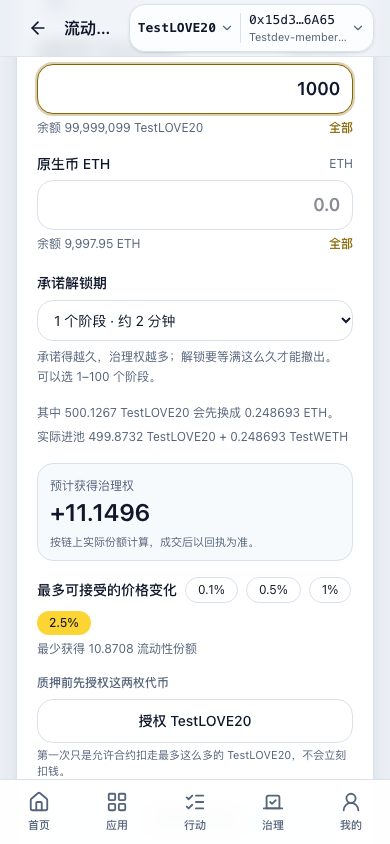 流动...
TestLOVE20
0x15d3...6A65
Testdev-member...
1000
余额 99,999,099 TestLOVE20
全部
原生币 ETH
ETH
0.0
余额 9,997.95 ETH
全部
承诺解锁期
1 个阶段 · 约 2 分钟
承诺得越久，治理权越多；解锁要等满这么久才能撤出。
可以选 1–100 个阶段。
其中 500.1267 TestLOVE20 会先换成 0.248693 ETH。
实际进池 499.8732 TestLOVE20 + 0.248693 TestWETH
预计获得治理权
+11.1496
按链上实际份额计算，成交后以回执为准。
最多可接受的价格变化
0.1%
0.5%
1%
2.5%
最少获得 10.8708 流动性份额
质押前先授权这两枚代币
授权 TestLOVE20
第一次只是允许合约扣走最多这么多的 TestLOVE20，不会立刻
扣钱。
首页
应用
行动
治理
我的